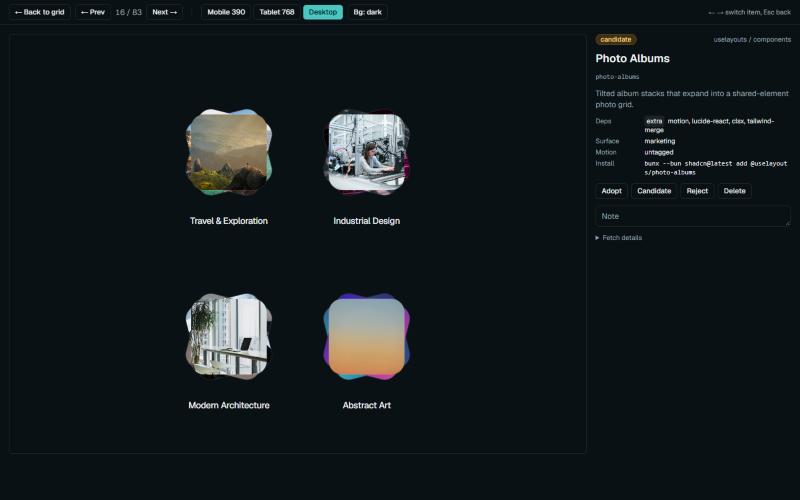 ← Back to grid ← Prev 16 / 83 Next → Mobile 390 Tablet 768 Desktop Bg: dark ← → switch item, Esc back
candidate uselayouts / components
Photo Albums
photo-albums
Tilted album stacks that expand into a shared-element
photo grid.
Deps extra motion, lucide-react, clsx, tailwind-
merge
Surface marketing
Motion untagged
Install bunx --bun shadcn@latest add @uselayout
s/photo-albums
Adopt Candidate Reject Delete
Note
▶ Fetch details
Travel & Exploration Industrial Design
Modern Architecture Abstract Art